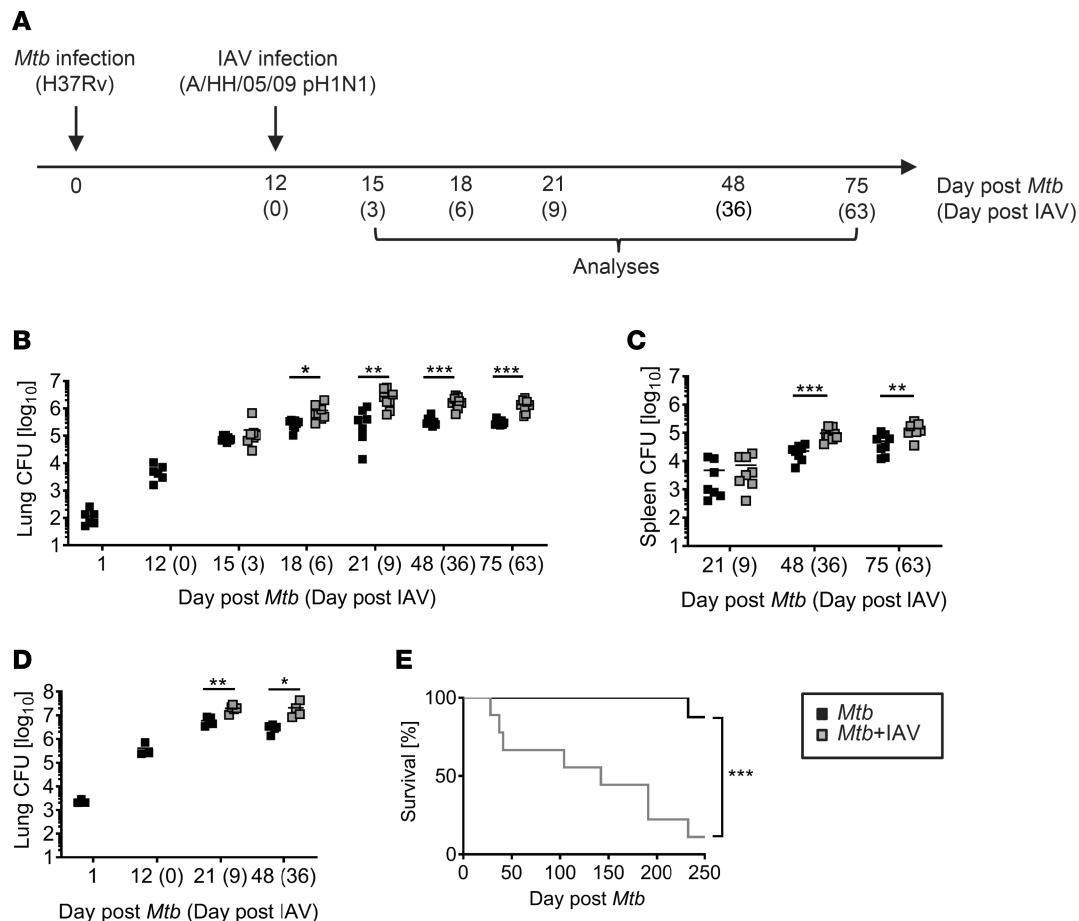 A
Mtb infection
(H37Rv)
IAV infection
(A/HH/05/09 pH1N1)
0 12 15 18 21 48 75 Day post Mtb
(0) (3) (6) (9) (36) (63) (Day post IAV)
Analyses
B
Lung CFU [log10]
7
6
5
4
3
2
1
* ** *** ***
1 12 (0) 15 (3) 18 (6) 21 (9) 48 (36) 75 (63)
Day post Mtb (Day post IAV)
C
Spleen CFU [log10]
7
6
5
4
3
2
1
*** **
21 (9) 48 (36) 75 (63)
Day post Mtb (Day post IAV)
D
Lung CFU [log10]
8
7
6
5
4
3
2
1
** *
1 12 (0) 21 (9) 48 (36)
Day post Mtb (Day post IAV)
E
Survival [%]
100
50
0
***
0 50 100 150 200 250
Day post Mtb
Mtb
Mtb+IAV